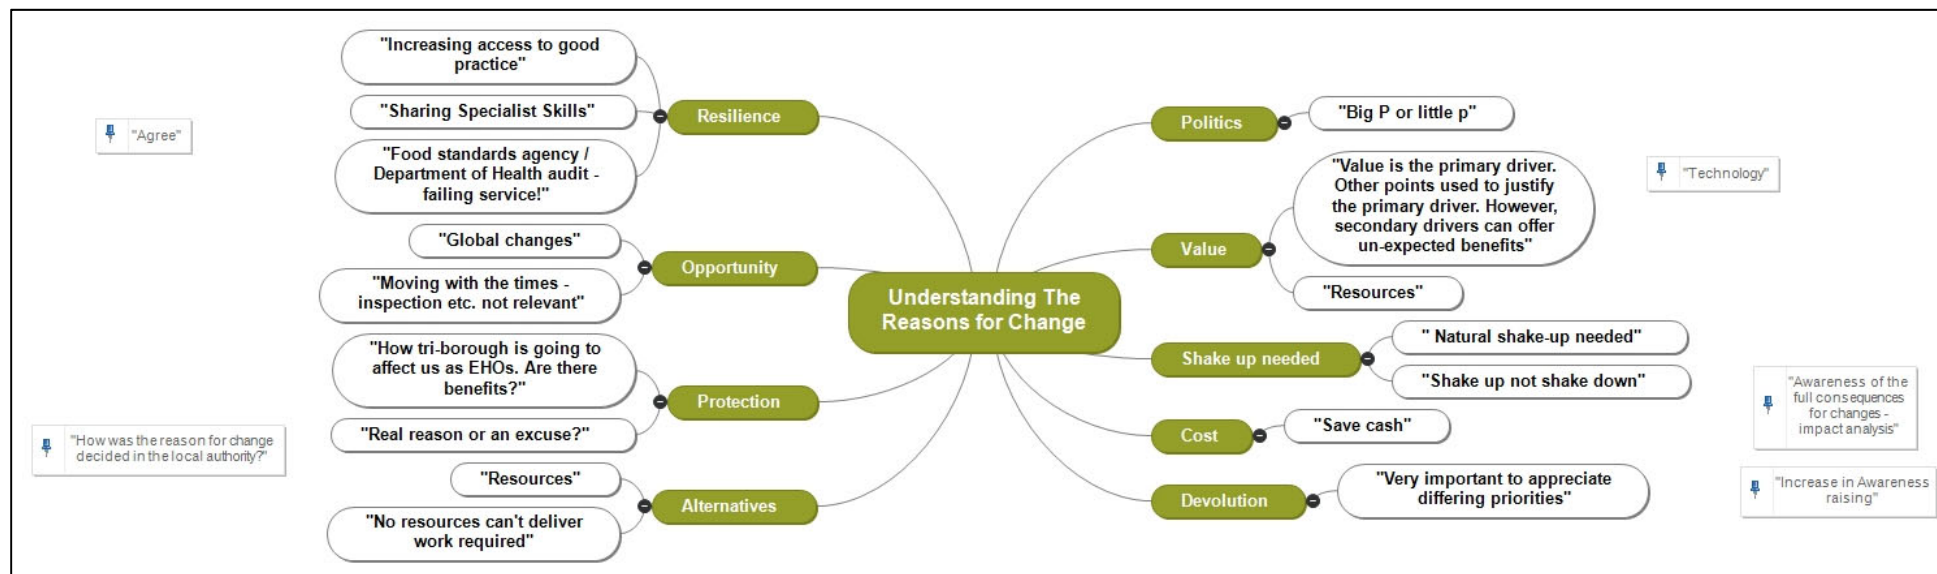 "Increasing access to good
practice"
"Sharing Specialist Skills"
"Food standards agency /
Department of Health audit -
failing service!"
Resilience
"Agree"
"Global changes"
"Moving with the times -
inspection etc. not relevant"
Opportunity
"How tri-borough is going to
affect us as EHOs. Are there
benefits?"
"Real reason or an excuse?"
Protection
"How was the reason for change
decided in the local authority?"
"Resources"
"No resources can't deliver
work required"
Alternatives
Understanding The
Reasons for Change
Politics
"Big P or little p"
"Technology"
Value
"Value is the primary driver.
Other points used to justify
the primary driver. However,
secondary drivers can offer
un-expected benefits"
"Resources"
Shake up needed
" Natural shake-up needed"
"Shake up not shake down"
"Awareness of the
full consequences
for changes -
impact analysis"
Cost
"Save cash"
Devolution
"Very important to appreciate
differing priorities"
"Increase in Awareness
raising"